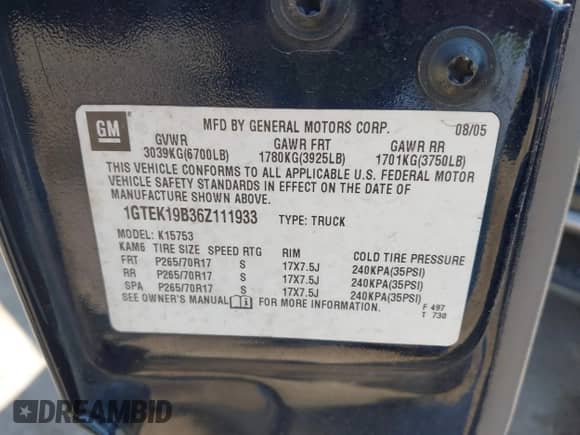 GM
MFD BY GENERAL MOTORS CORP. 08/05
GVWR GAWR FRT GAWR RR
3039KG(6700LB) 1780KG(3925LB) 1701KG(3750LB)
THIS VEHICLE CONFORMS TO ALL APPLICABLE U.S. FEDERAL MOTOR
VEHICLE SAFETY STANDARDS IN EFFECT ON THE DATE OF
MANUFACTURE SHOWN ABOVE.
1GTEK19B36Z111933 TYPE: TRUCK
MODEL: K15753
KAM6 TIRE SIZE SPEED RTG RIM COLD TIRE PRESSURE
FRT P265/70R17 S 17X7.5J 240KPA(35PSI)
RR P265/70R17 S 17X7.5J 240KPA(35PSI)
SPA P265/70R17 S 17X7.5J 240KPA(35PSI)
SEE OWNER'S MANUAL FOR MORE INFORMATION.
F 497
T 730
DREAMBID